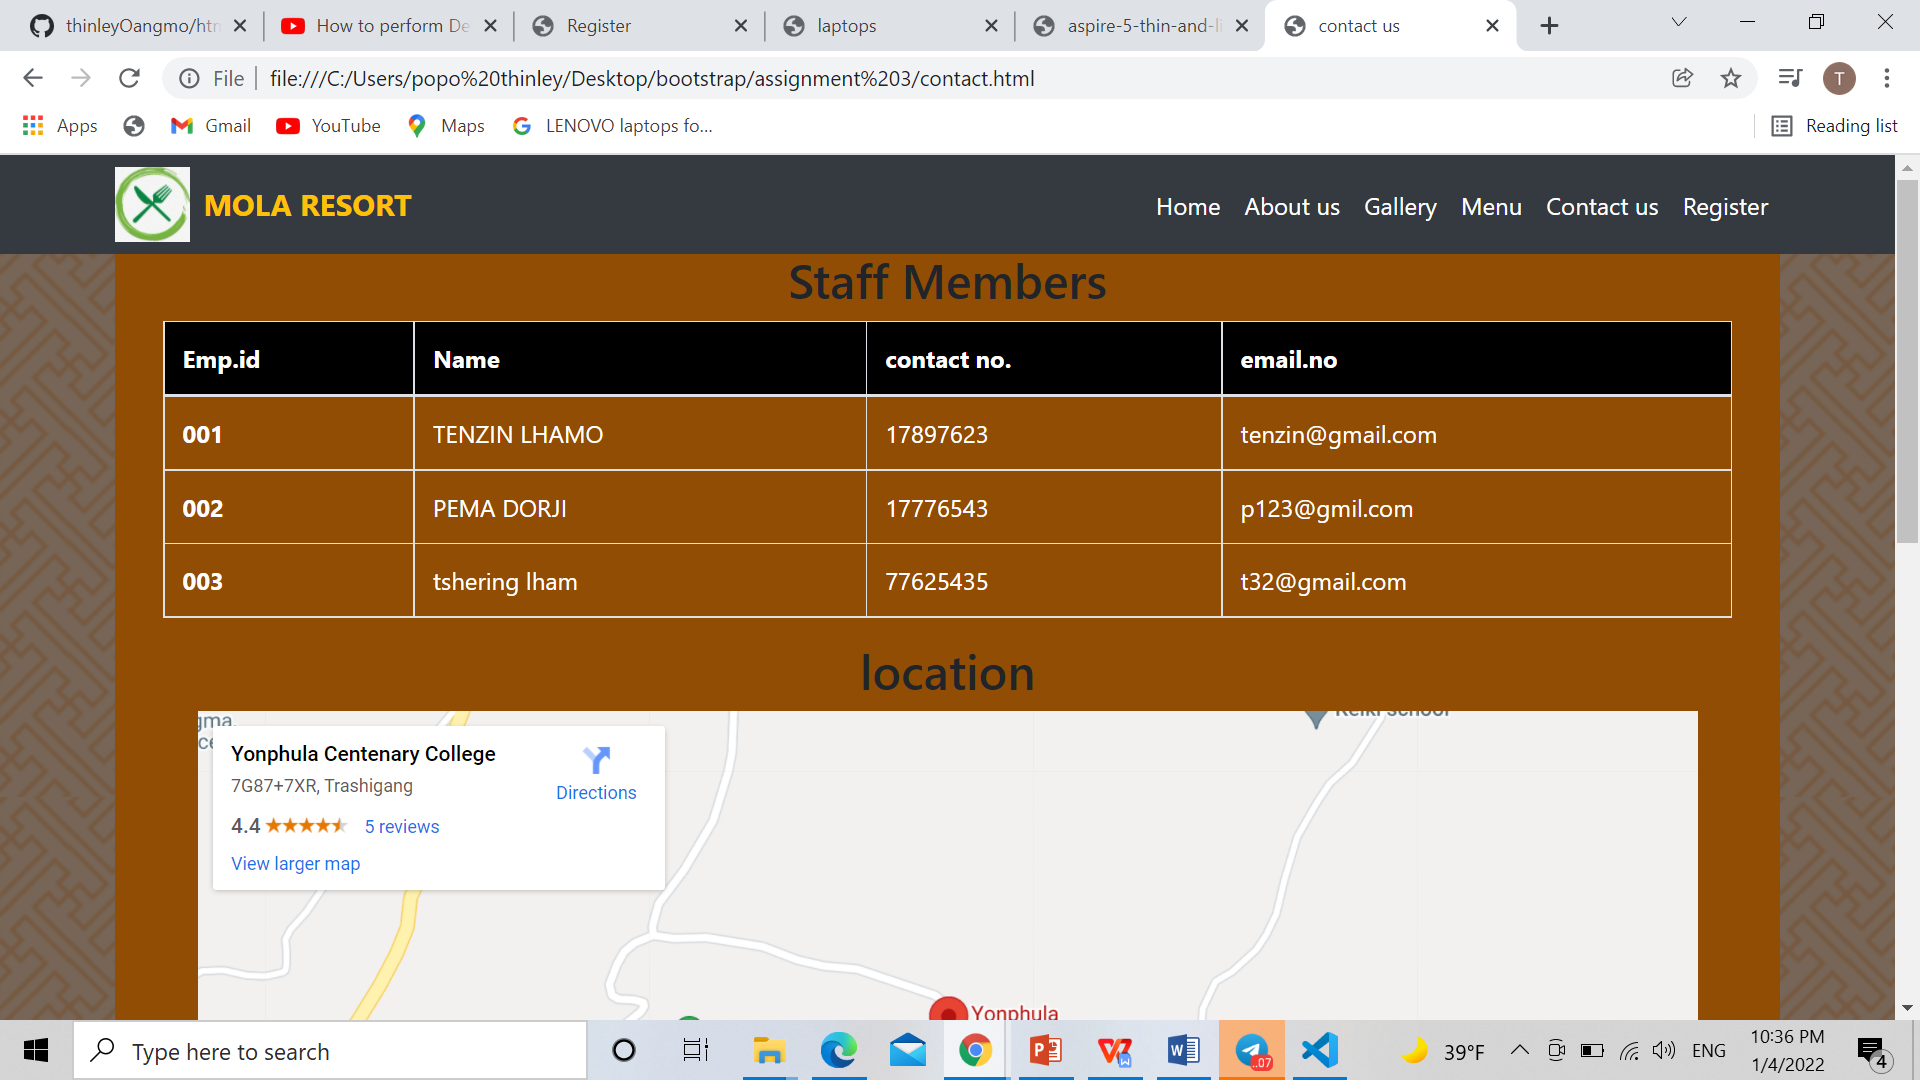 thinleyOangmo/htm
How to perform De
Register
laptops
aspire-5-thin-and-li
contact us
File
file:///C:/Users/popo%20thinley/Desktop/bootstrap/assignment%203/contact.html
T
Apps
Gmail
YouTube
Maps
LENOVO laptops fo...
Reading list
MOLA RESORT
Home About us Gallery Menu Contact us Register
Staff Members
Emp.id Name contact no. email.no
001 TENZIN LHAMO 17897623 tenzin@gmail.com
002 PEMA DORJI 17776543 p123@gmil.com
003 tshering lham 77625435 t32@gmail.com
location
Yonphula Centenary College
7G87+7XR, Trashigang
Directions
4.4 5 reviews
View larger map
Yonphula
Type here to search
..07
39°F
ENG
10:36 PM
1/4/2022
4